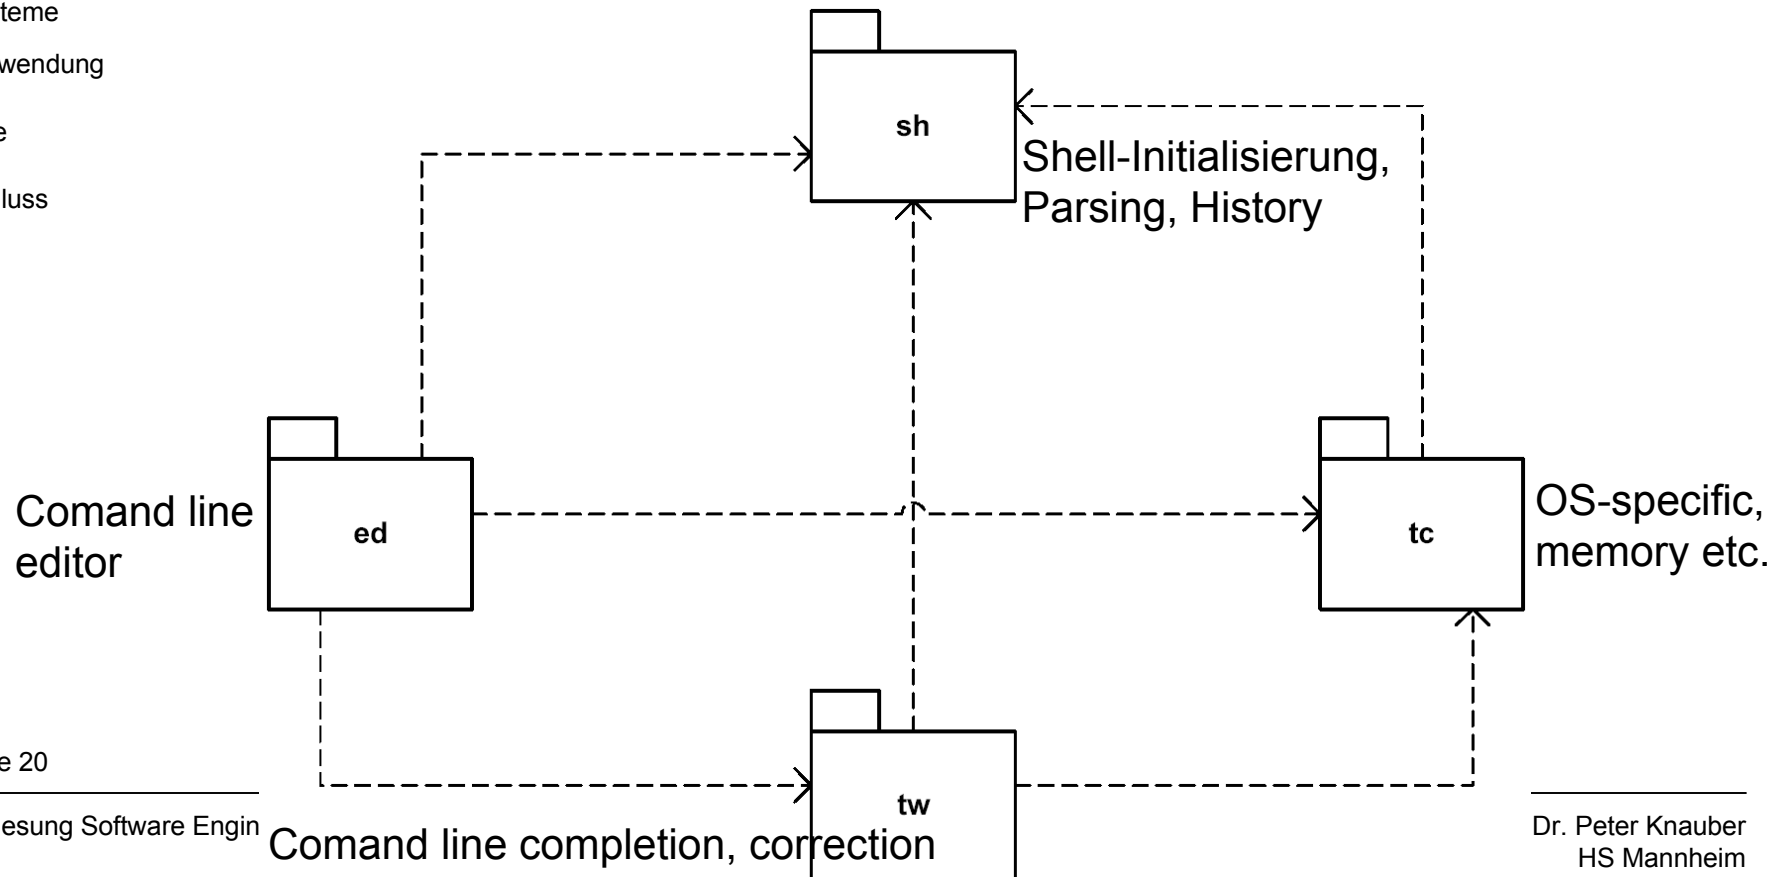 teme
wendung
e
luss
sh
Shell-Initialisierung,
Parsing, History
Comand line
editor
ed
tc
OS-specific,
memory etc.
e 20
esung Software Engin
tw
Comand line completion, correction
Dr. Peter Knauber
HS Mannheim